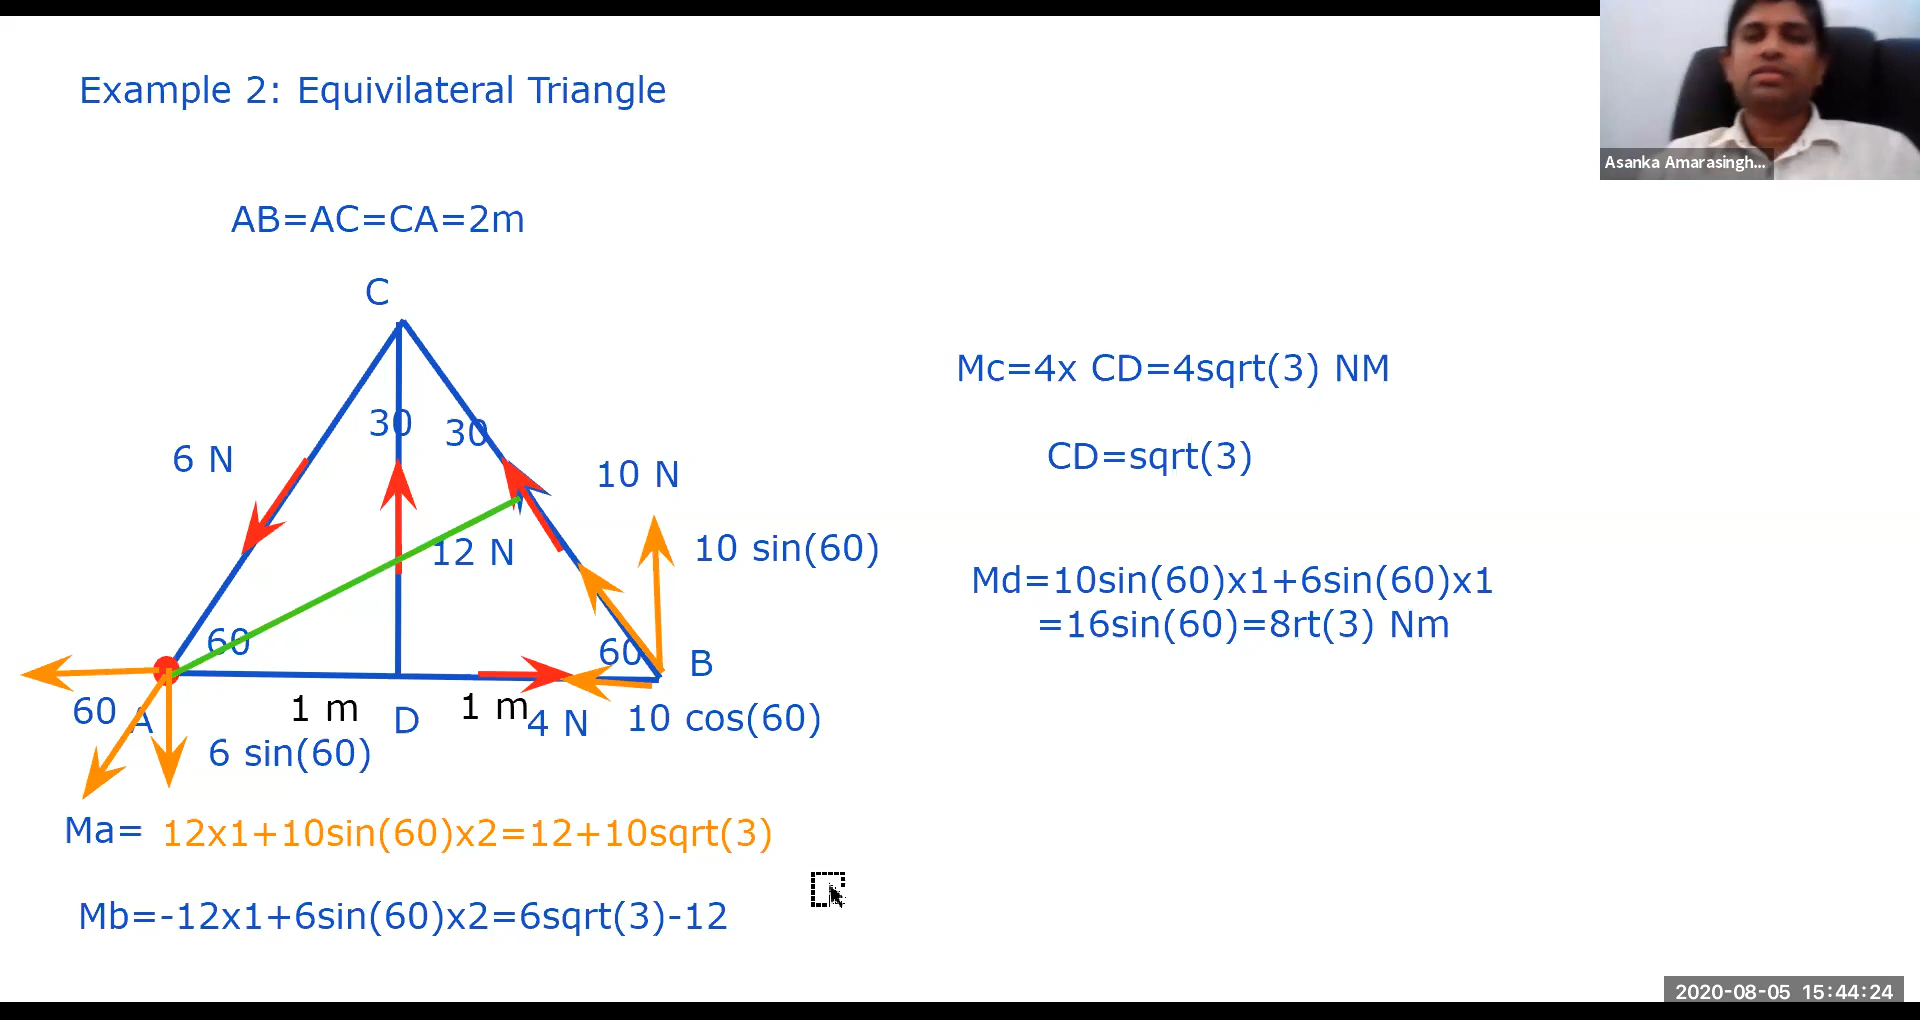 Example 2: Equivilateral Triangle
Asanka Amarasingh...
AB=AC=CA=2m
C
30
30
6 N
10 N
12 N
10 sin(60)
60
60
B
60
A
1 m
D
1 m
4 N
10 cos(60)
6 sin(60)
Ma= 12x1+10sin(60)x2=12+10sqrt(3)
Mb=-12x1+6sin(60)x2=6sqrt(3)-12
Mc=4x CD=4sqrt(3) NM
CD=sqrt(3)
Md=10sin(60)x1+6sin(60)x1
=16sin(60)=8rt(3) Nm
2020-08-05 15:44:24